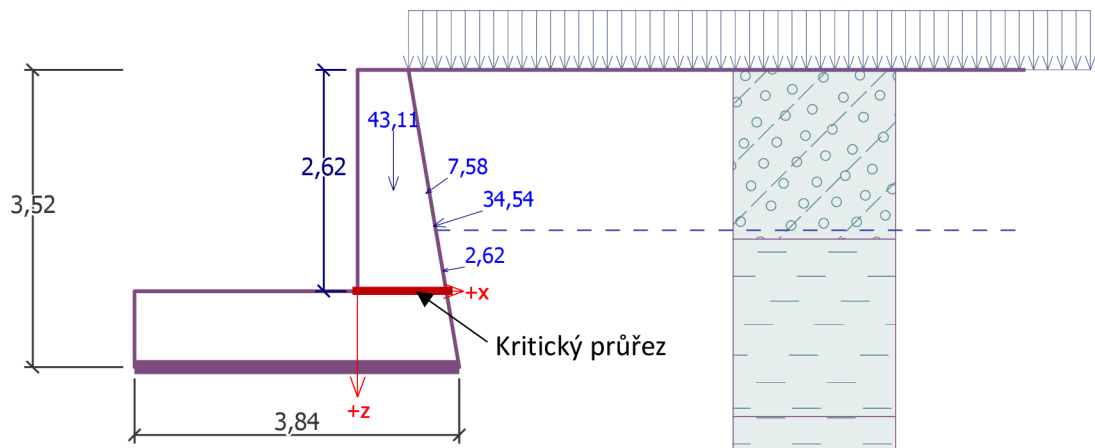 43,11
2,62
7,58
3,52
34,54
2,62
+x
Kritický průřez
+z
3,84